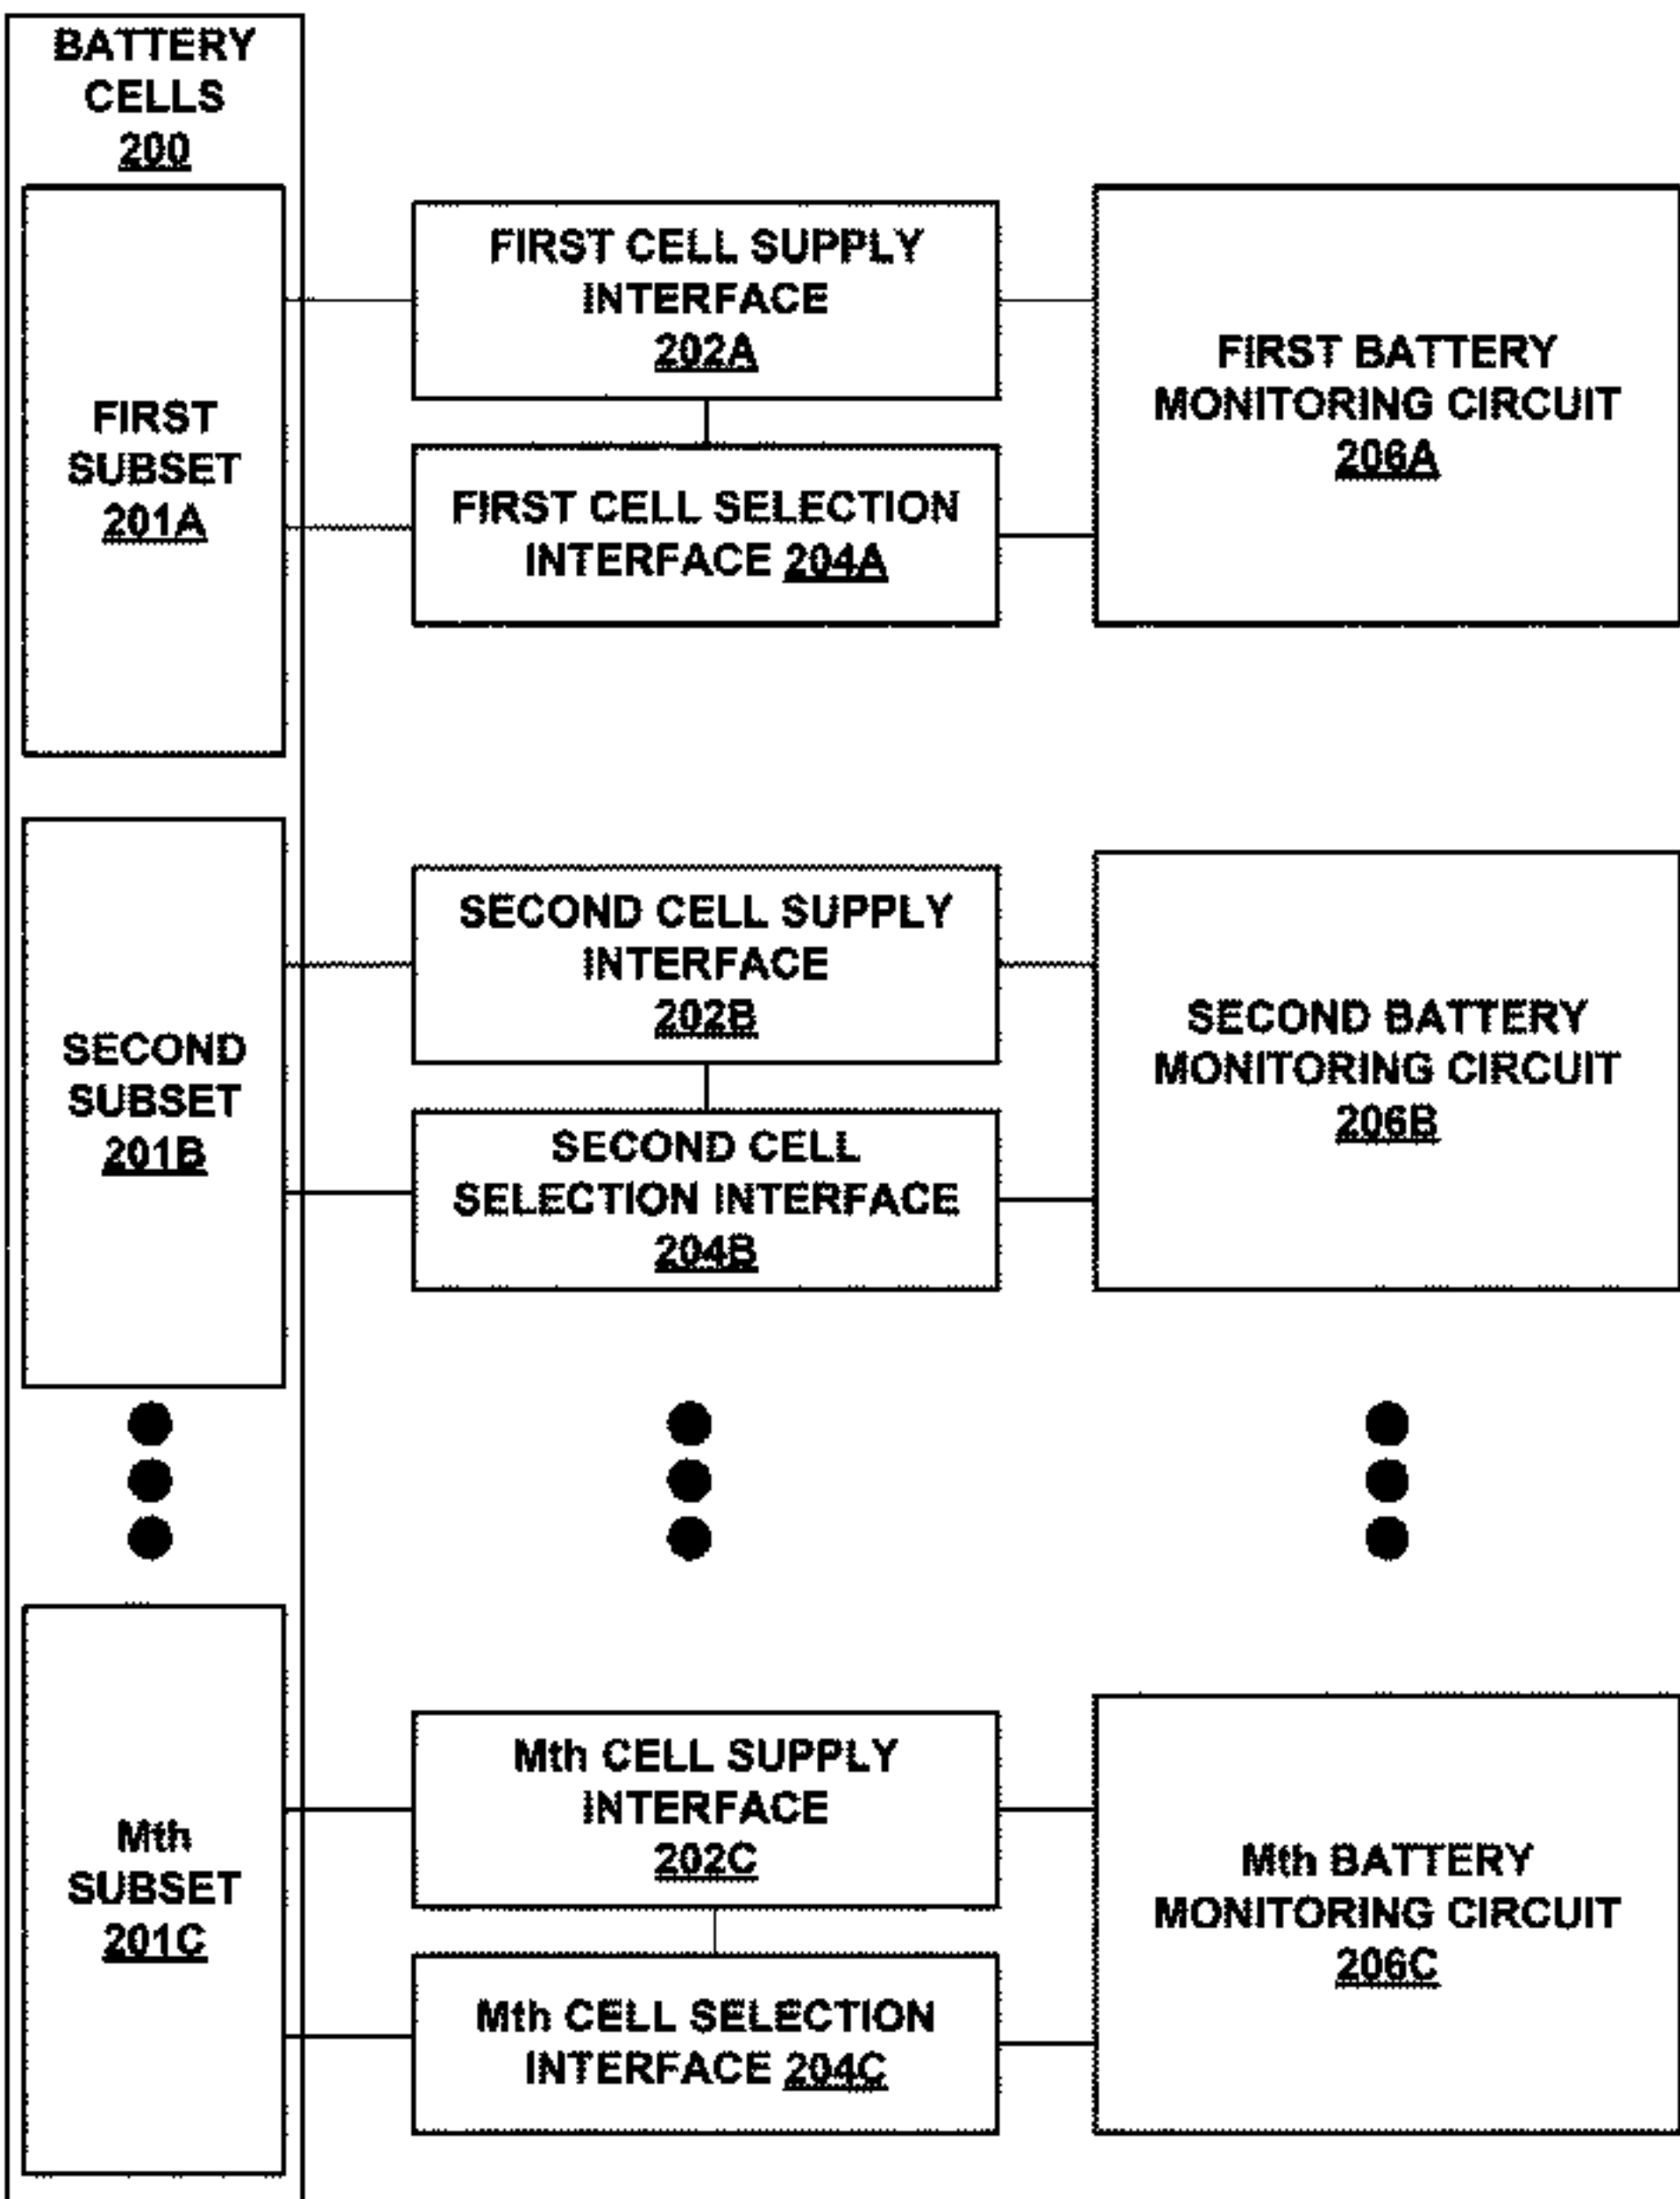 BATTERY
CELLS
200
FIRST
SUBSET
201A
FIRST CELL SUPPLY
INTERFACE
202A
FIRST CELL SELECTION
INTERFACE 204A
FIRST BATTERY
MONITORING CIRCUIT
206A
SECOND
SUBSET
201B
SECOND CELL SUPPLY
INTERFACE
202B
SECOND CELL
SELECTION INTERFACE
204B
SECOND BATTERY
MONITORING CIRCUIT
206B
Mth
SUBSET
201C
Mth CELL SUPPLY
INTERFACE
202C
Mth CELL SELECTION
INTERFACE 204C
Mth BATTERY
MONITORING CIRCUIT
206C